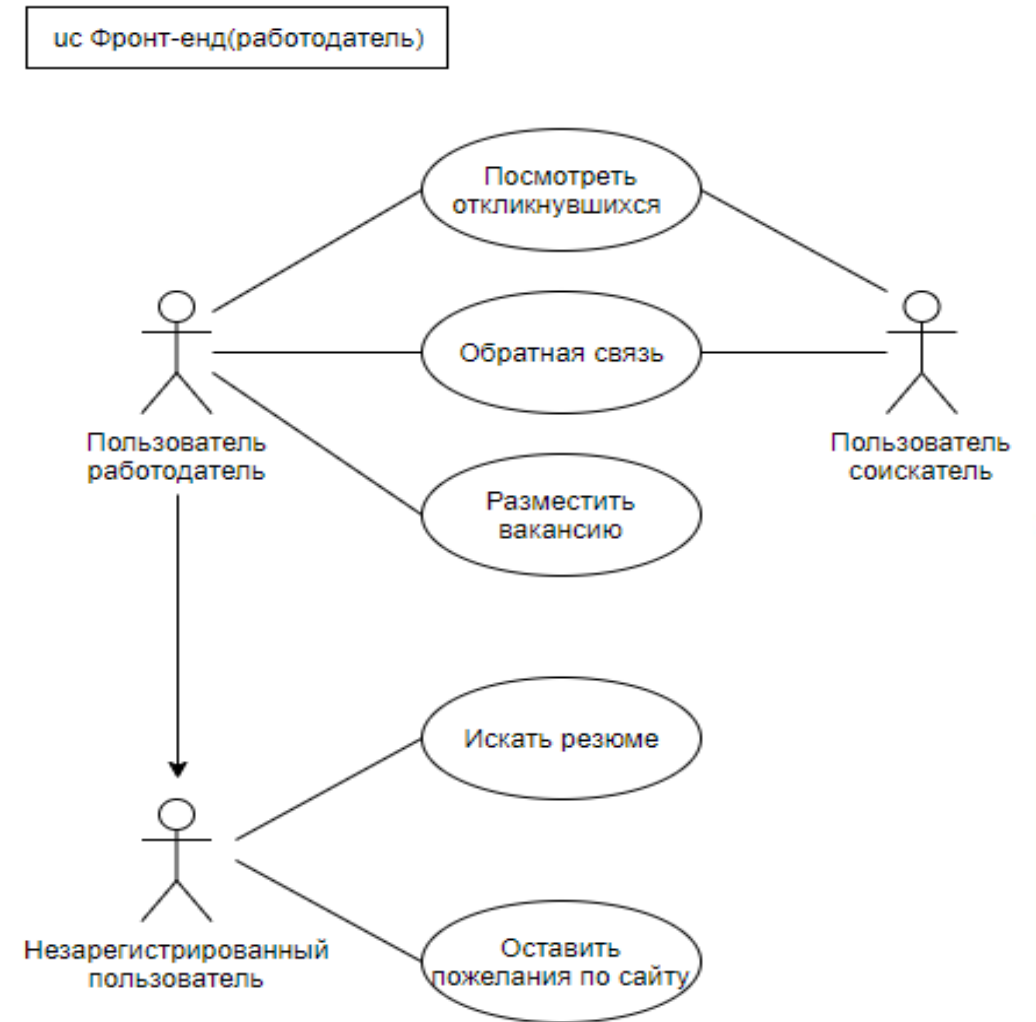 uc Фронт-енд(работодатель)
Посмотреть
откликнувшихся
Обратная связь
Пользователь
работодатель
Пользователь
соискатель
Разместить
вакансию
Искать резюме
Незарегистрированный
пользователь
Оставить
пожелания по сайту